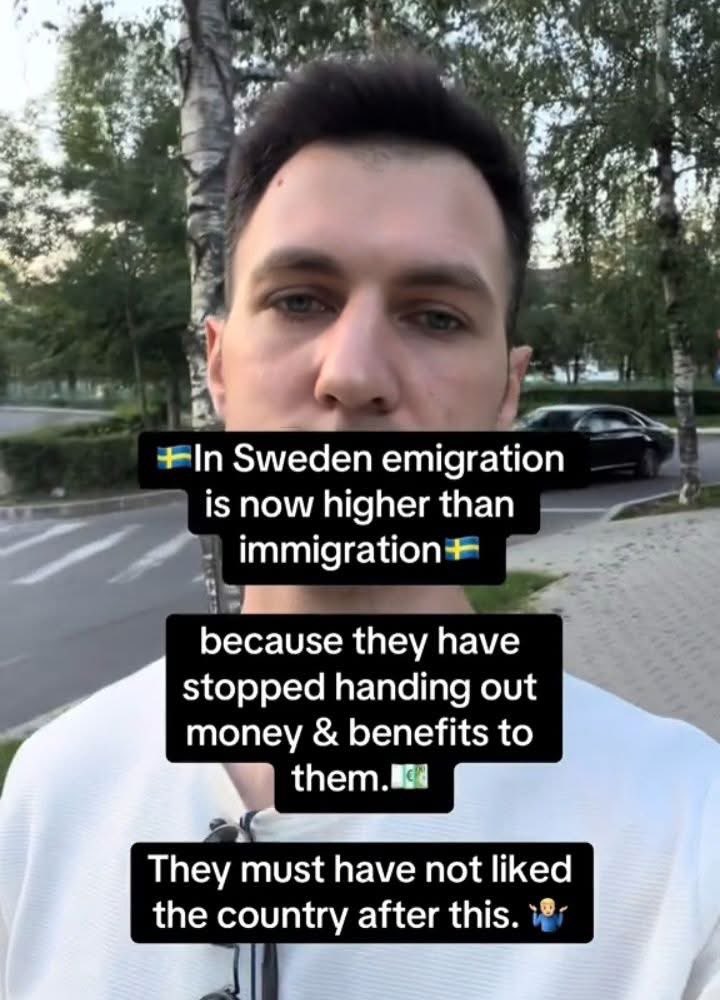 🇸🇪In Sweden emigration
is now higher than
immigration🇸🇪
because they have
stopped handing out
money & benefits to
them.💶
They must have not liked
the country after this. 🤷🏼‍♂️